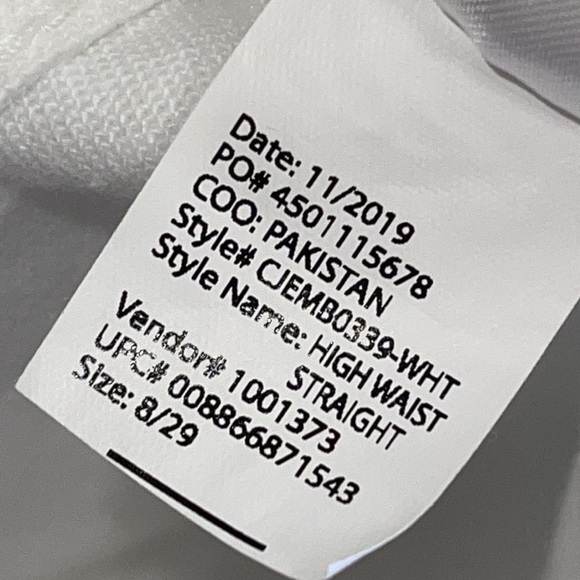 Date: 11/2019
PO# 4501115678
COO: PAKISTAN
Style# CJEMB0339-WHT
Style Name: HIGH WAIST
STRAIGHT
Vendor# 1001373
UPC# 008866871543
Size: 8/29